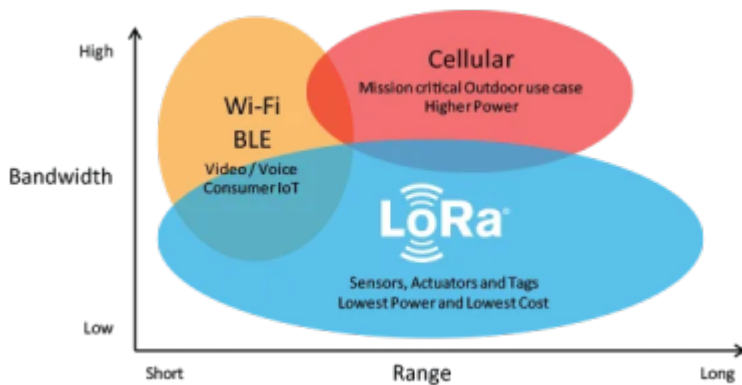 High
Bandwidth
Low
Wi-Fi
BLE
Video / Voice
Consumer IoT
Cellular
Mission critical Outdoor use case
Higher Power
LoRa®
Sensors, Actuators and Tags
Lowest Power and Lowest Cost
Short
Range
Long